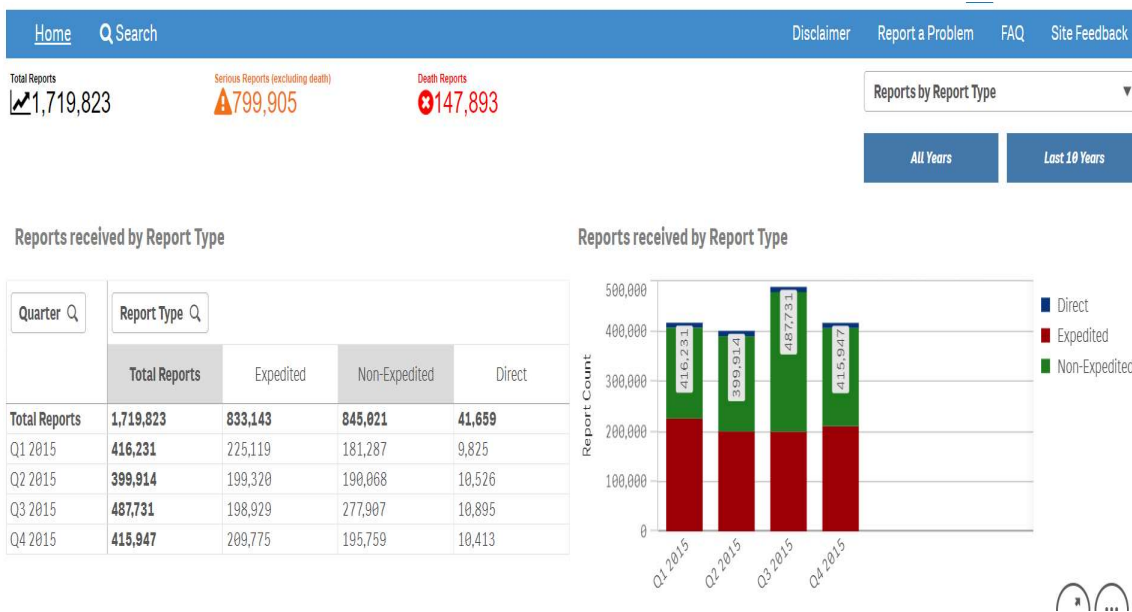 Home Search Disclaimer Report a Problem FAQ Site Feedback
Total Reports Serious Reports (excluding death) Death Reports
1,719,823 799,905 147,893
Reports by Report Type
All Years Last 10 Years
Reports received by Report Type
Quarter Report Type
Total Reports Expedited Non-Expedited Direct
Total Reports 1,719,823 833,143 845,021 41,659
Q1 2015 416,231 225,119 181,287 9,825
Q2 2015 399,914 199,320 190,068 10,526
Q3 2015 487,731 198,929 277,907 10,895
Q4 2015 415,947 209,775 195,759 10,413
Reports received by Report Type
Report Count
500,000
400,000
300,000
200,000
100,000
0
416,231
399,914
487,731
415,947
Q1 2015
Q2 2015
Q3 2015
Q4 2015
Direct
Expedited
Non-Expedited